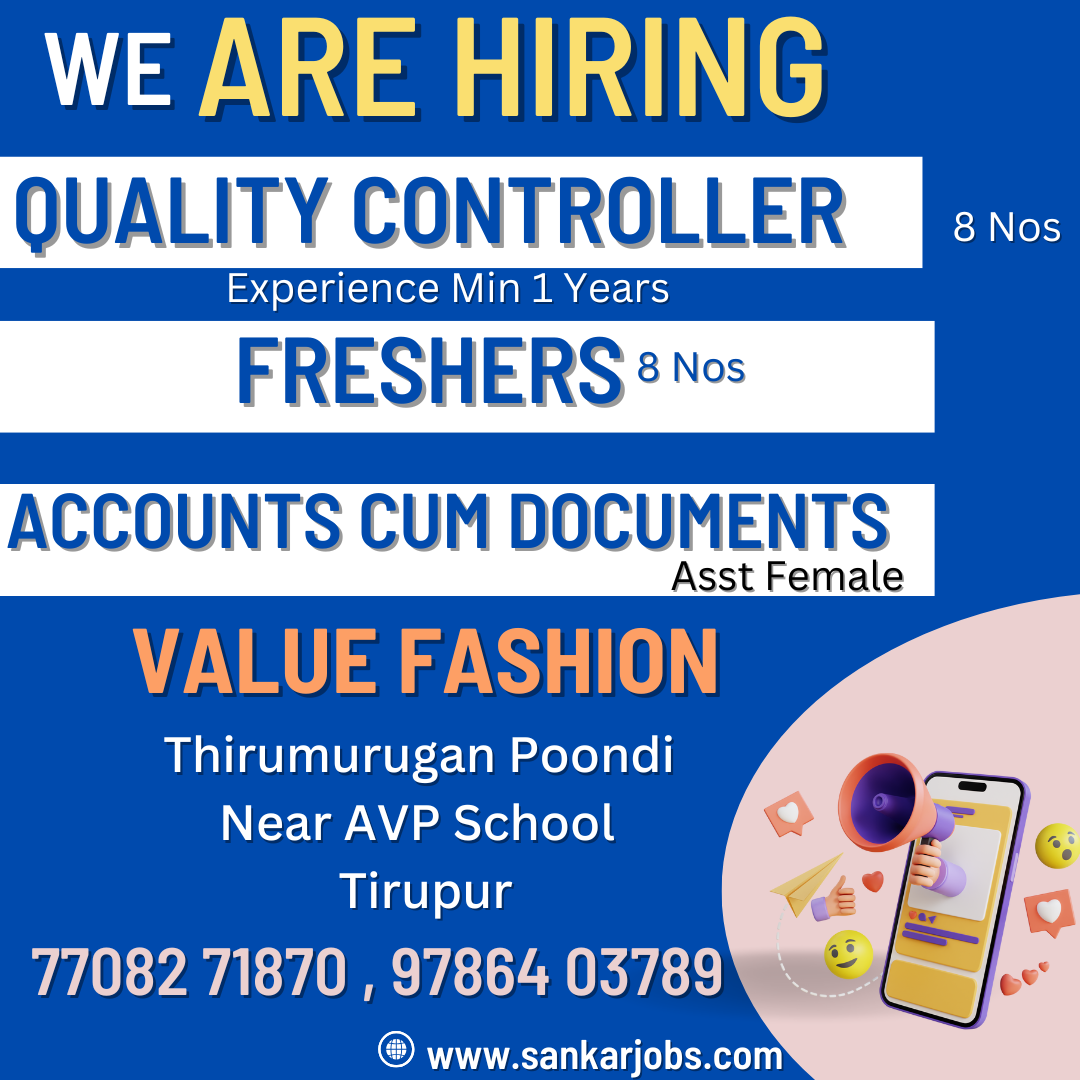 WE ARE HIRING
QUALITY CONTROLLER
8 Nos
Experience Min 1 Years
FRESHERS 8 Nos
ACCOUNTS CUM DOCUMENTS
Asst Female
VALUE FASHION
Thirumurugan Poondi
Near AVP School
Tirupur
77082 71870 , 97864 03789
www.sankarjobs.com